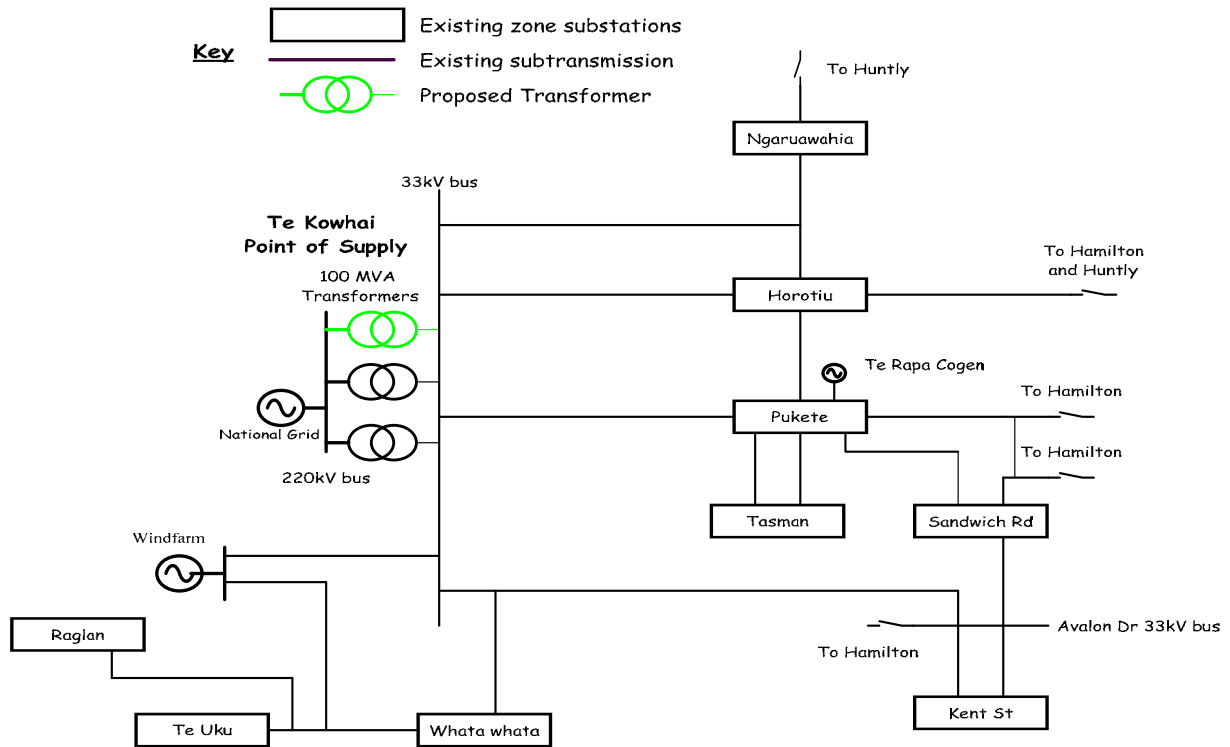 Key
Existing zone substations
Existing subtransmission
Proposed Transformer
To Huntly
Ngaruawahia
33kV bus
Te Kowhai
Point of Supply
100 MVA
Transformers
To Hamilton
and Huntly
Horotiu
Te Rapa Cogen
To Hamilton
Pukete
National Grid
220kV bus
To Hamilton
Tasman
Sandwich Rd
Windfarm
Raglan
Avalon Dr 33kV bus
To Hamilton
Te Uku
Whata whata
Kent St